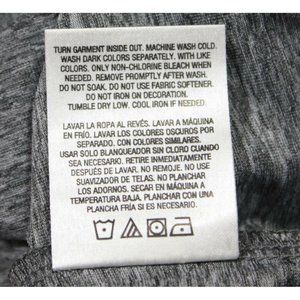 TURN GARMENT INSIDE OUT. MACHINE WASH COLD.
WASH DARK COLORS SEPARATELY. WITH LIKE
COLORS. ONLY NON-CHLORINE BLEACH WHEN
NEEDED. REMOVE PROMPTLY AFTER WASH.
DO NOT SOAK. DO NOT USE FABRIC SOFTENER.
DO NOT IRON ON DECORATION.
TUMBLE DRY LOW. COOL IRON IF NEEDED.
LAVAR LA ROPA AL REVÉS. LAVAR A MÁQUINA
EN FRÍO. LAVAR LOS COLORES OSCUROS POR
SEPARADO. CON COLORES SIMILARES.
USAR SOLO BLANQUEADOR SIN CLORO CUANDO
SEA NECESARIO. RETIRE INMEDIATAMENTE
DESPUÉS DE LAVAR. NO REMOJE. NO USE
SUAVIZADOR DE TELAS. NO PLANCHAR
LOS ADORNOS. SECAR EN MÁQUINA A
TEMPERATURA BAJA. PLANCHAR CON UNA
PLANCHA FRÍO SI ES NECESARIO.